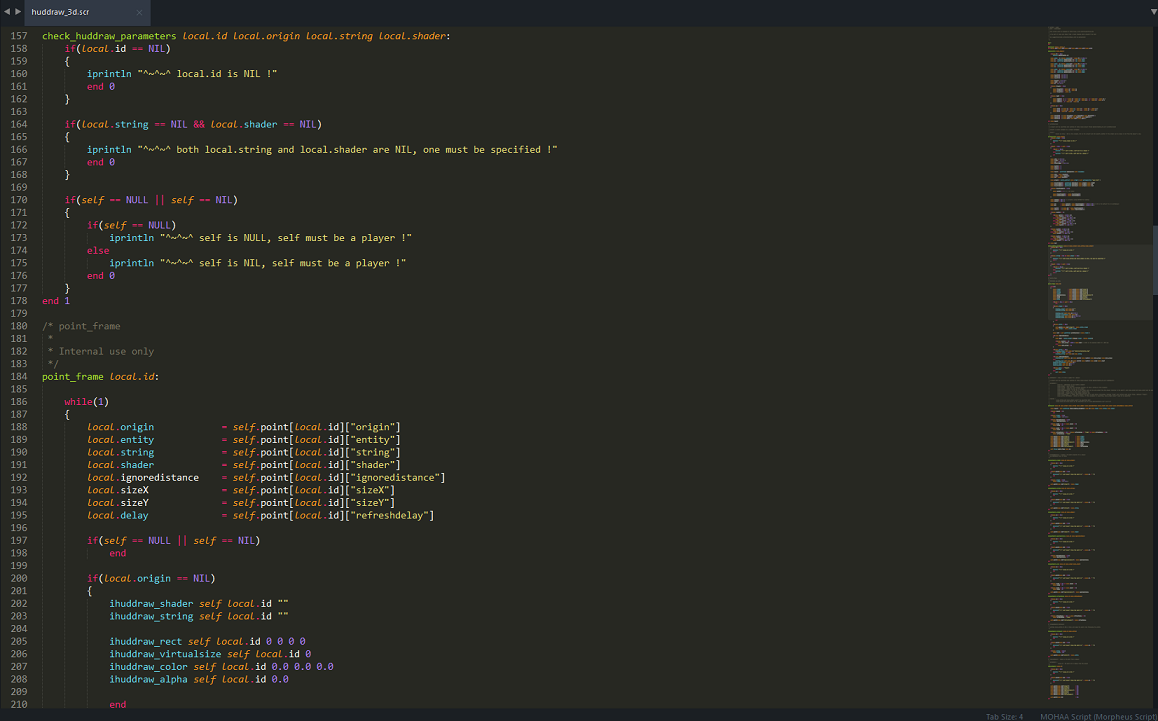 huddraw_3d.scr ×
157 check_huddraw_parameters local.id local.origin local.string local.shader:
158     if(local.id == NIL)
159     {
160         iprintln "^~^~^ local.id is NIL !"
161         end 0
162     }
163
164     if(local.string == NIL && local.shader == NIL)
165     {
166         iprintln "^~^~^ both local.string and local.shader are NIL, one must be specified !"
167         end 0
168     }
169
170     if(self == NULL || self == NIL)
171     {
172         if(self == NULL)
173             iprintln "^~^~^ self is NULL, self must be a player !"
174         else
175             iprintln "^~^~^ self is NIL, self must be a player !"
176         end 0
177     }
178 end 1
179
180 /* point_frame
181  *
182  * Internal use only
183  */
184 point_frame local.id:
185
186     while(1)
187     {
188         local.origin            = self.point[local.id]["origin"]
189         local.entity            = self.point[local.id]["entity"]
190         local.string            = self.point[local.id]["string"]
191         local.shader            = self.point[local.id]["shader"]
192         local.ignoredistance    = self.point[local.id]["ignoredistance"]
193         local.sizeX             = self.point[local.id]["sizeX"]
194         local.sizeY             = self.point[local.id]["sizeY"]
195         local.delay             = self.point[local.id]["refreshdelay"]
196
197         if(self == NULL || self == NIL)
198             end
199
200         if(local.origin == NIL)
201         {
202             ihuddraw_shader self local.id ""
203             ihuddraw_string self local.id ""
204
205             ihuddraw_rect self local.id 0 0 0 0
206             ihuddraw_virtualsize self local.id 0
207             ihuddraw_color self local.id 0.0 0.0 0.0
208             ihuddraw_alpha self local.id 0.0
209
210             end
Tab Size: 4 MOHAA Script (Morpheus Script)